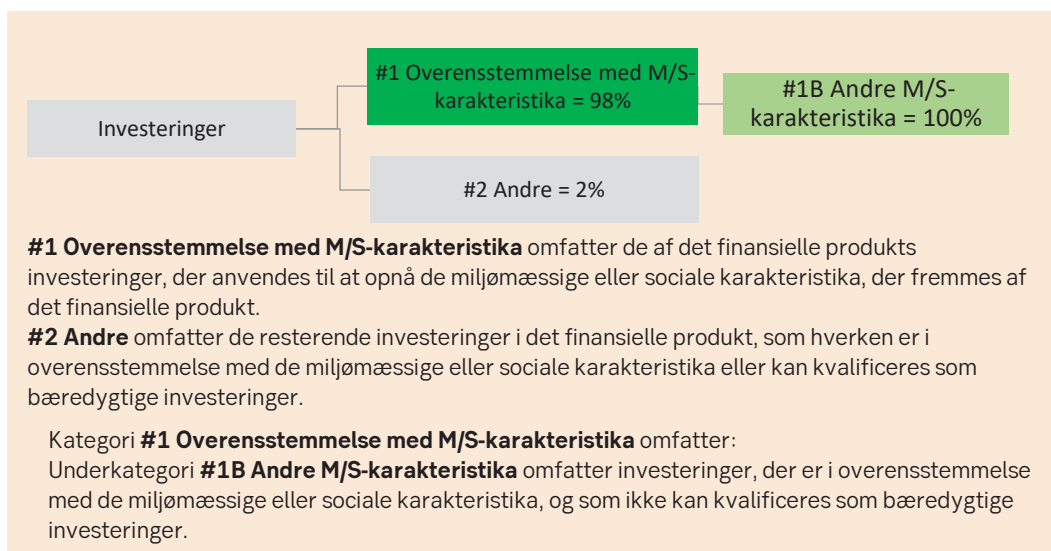 #1 Overensstemmelse med M/S-
karakteristika = 98%
#1B Andre M/S-
karakteristika = 100%
Investeringer
#2 Andre = 2%
#1 Overensstemmelse med M/S-karakteristika omfatter de af det finansielle produkts
investeringer, der anvendes til at opnå de miljømæssige eller sociale karakteristika, der fremmes af
det finansielle produkt.
#2 Andre omfatter de resterende investeringer i det finansielle produkt, som hverken er i
overensstemmelse med de miljømæssige eller sociale karakteristika eller kan kvalificeres som
bæredygtige investeringer.
Kategori #1 Overensstemmelse med M/S-karakteristika omfatter:
Underkategori #1B Andre M/S-karakteristika omfatter investeringer, der er i overensstemmelse
med de miljømæssige eller sociale karakteristika, og som ikke kan kvalificeres som bæredygtige
investeringer.